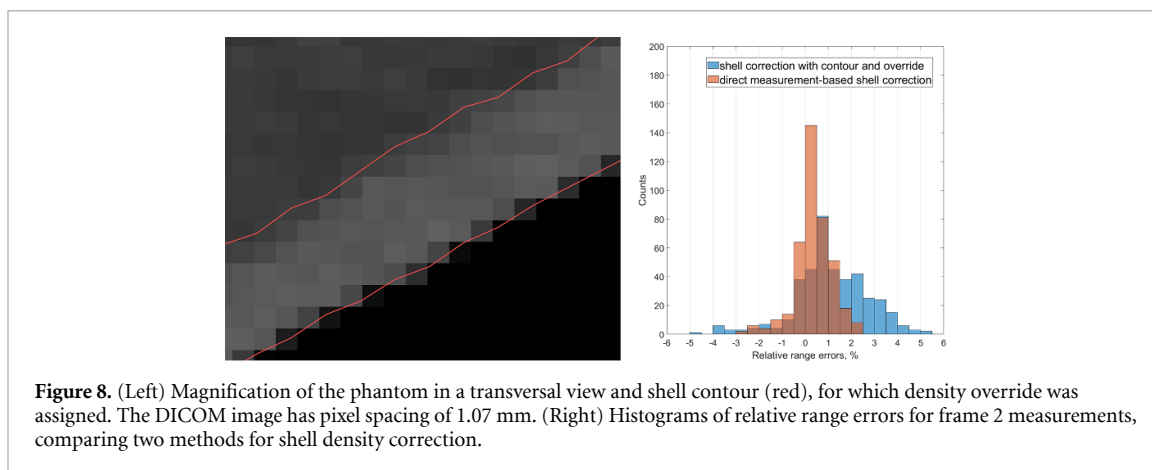 shell correction with contour and override
direct measurement-based shell correction
200
180
160
140
120
100
80
60
40
20
0
Counts
-6 -5 -4 -3 -2 -1 0 1 2 3 4 5 6
Relative range errors, %
Figure 8. (Left) Magnification of the phantom in a transversal view and shell contour (red), for which density override was
assigned. The DICOM image has pixel spacing of 1.07 mm. (Right) Histograms of relative range errors for frame 2 measurements,
comparing two methods for shell density correction.